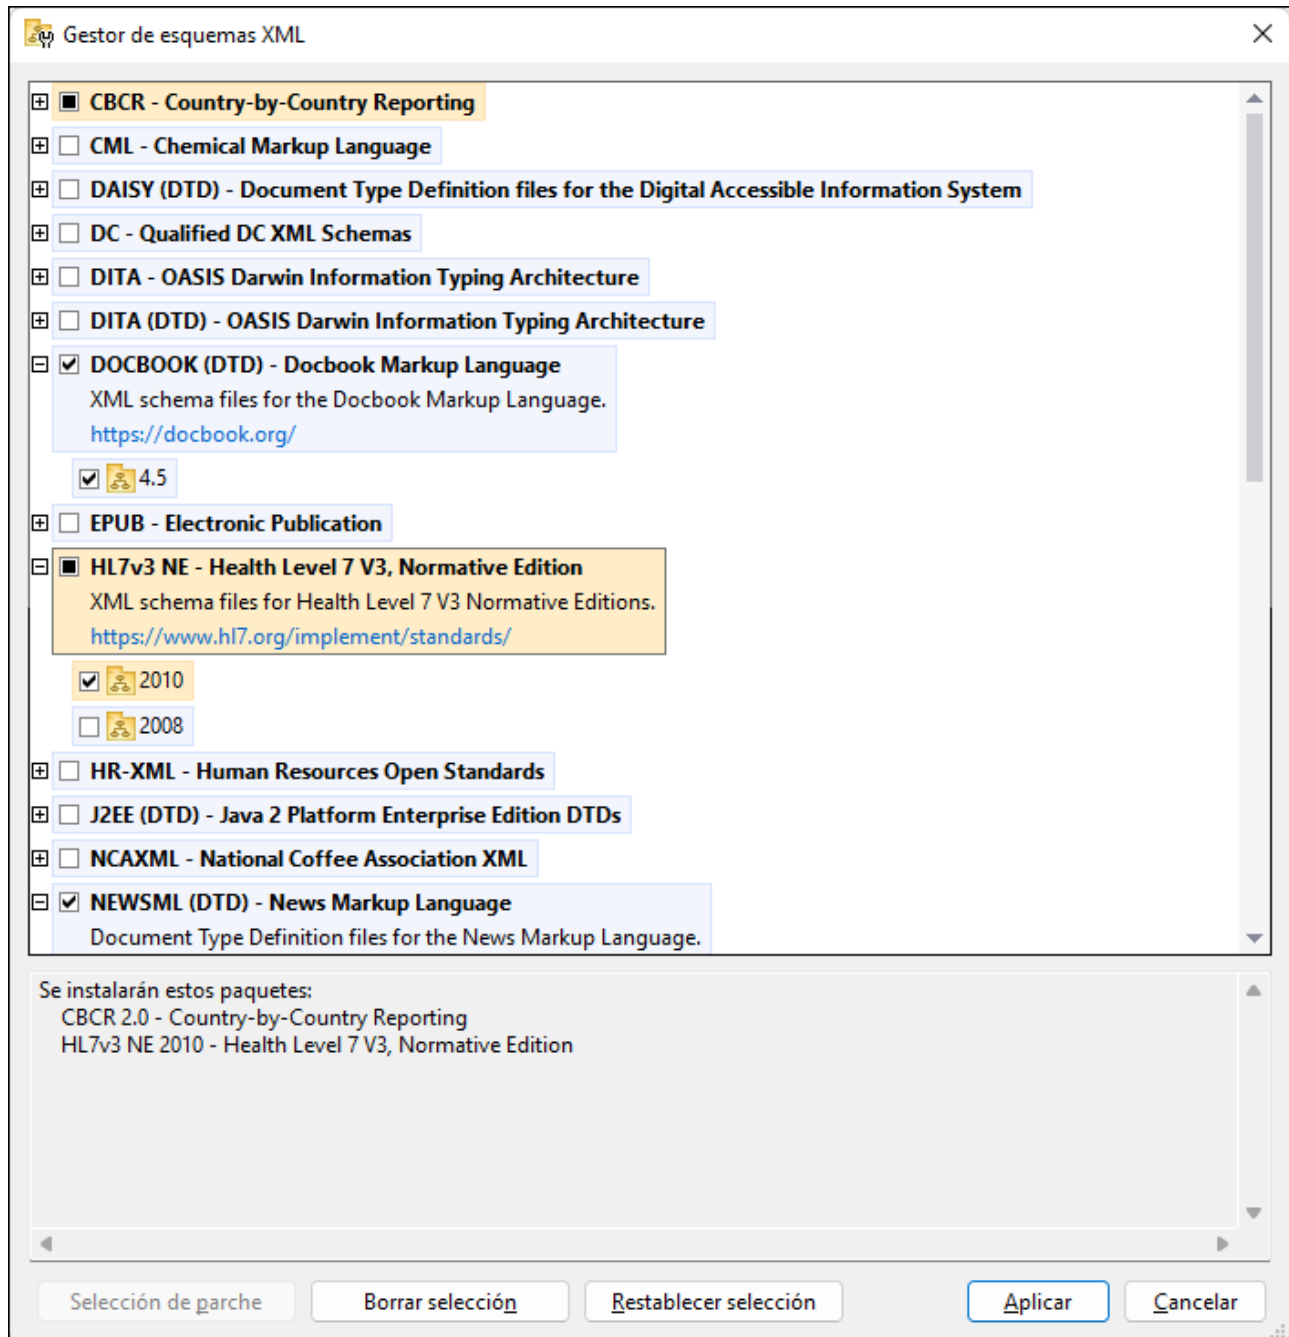 Gestor de esquemas XML
CBCR - Country-by-Country Reporting
CML - Chemical Markup Language
DAISY (DTD) - Document Type Definition files for the Digital Accessible Information System
DC - Qualified DC XML Schemas
DITA - OASIS Darwin Information Typing Architecture
DITA (DTD) - OASIS Darwin Information Typing Architecture
DOCBOOK (DTD) - Docbook Markup Language
XML schema files for the Docbook Markup Language.
https://docbook.org/
4.5
EPUB - Electronic Publication
HL7v3 NE - Health Level 7 V3, Normative Edition
XML schema files for Health Level 7 V3 Normative Editions.
https://www.hl7.org/implement/standards/
2010
2008
HR-XML - Human Resources Open Standards
J2EE (DTD) - Java 2 Platform Enterprise Edition DTDs
NCAXML - National Coffee Association XML
NEWSML (DTD) - News Markup Language
Document Type Definition files for the News Markup Language.
Se instalarán estos paquetes:
CBCR 2.0 - Country-by-Country Reporting
HL7v3 NE 2010 - Health Level 7 V3, Normative Edition
Selección de parche Borrar selección Restablecer selección Aplicar Cancelar